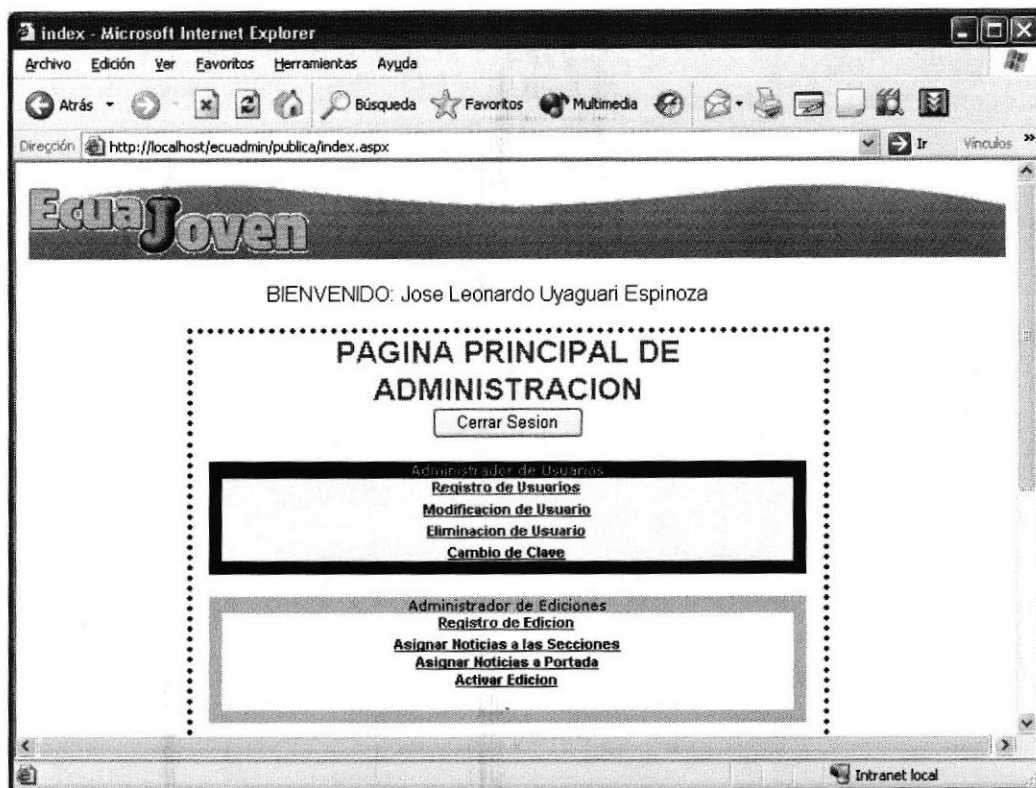 index - Microsoft Internet Explorer
Archivo Edición Ver Favoritos Herramientas Ayuda
Atrás Búsqueda Favoritos Multimedia
Dirección http://localhost/ecuadmin/publica/index.aspx Ir Vínculos »
EcuaJoven
BIENVENIDO: Jose Leonardo Uyaguari Espinoza
PAGINA PRINCIPAL DE
ADMINISTRACION
Cerrar Sesion
Administrador de Usuarios
Registro de Usuarios
Modificacion de Usuario
Eliminacion de Usuario
Cambio de Clave
Administrador de Ediciones
Registro de Edicion
Asignar Noticias a las Secciones
Asignar Noticias a Portada
Activar Edicion
Intranet local